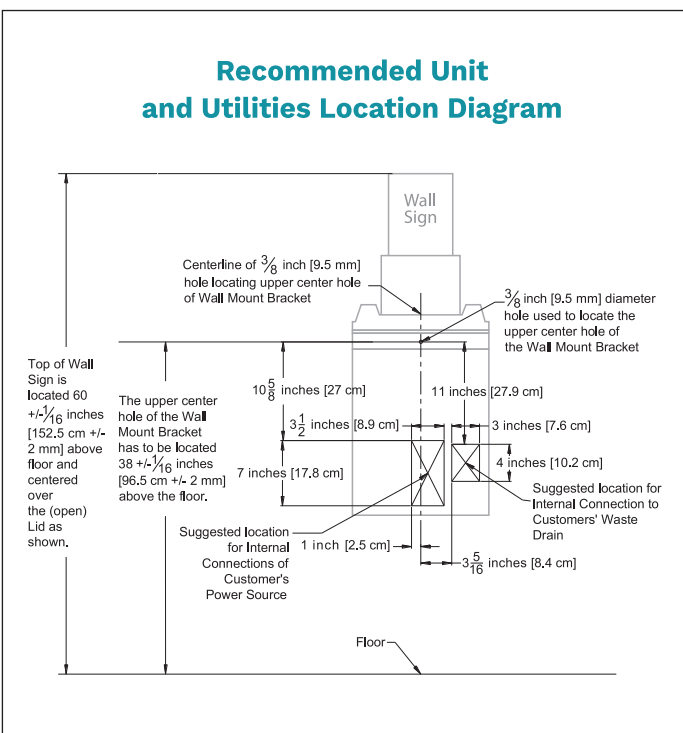 Recommended Unit
and Utilities Location Diagram
Wall
Sign
Centerline of 3/8 inch [9.5 mm]
hole locating upper center hole
of Wall Mount Bracket
3/8 inch [9.5 mm] diameter
hole used to locate the
upper center hole of
the Wall Mount Bracket
Top of Wall
Sign is
located 60
+/-1/16 inches
[152.5 cm +/-
2 mm] above
floor and
centered
over
the (open)
Lid as
shown.
The upper center
hole of the Wall
Mount Bracket
has to be located
38 +/-1/16 inches
[96.5 cm +/- 2 mm]
above the floor.
10 5/8 inches [27 cm]
11 inches [27.9 cm]
3 1/2 inches [8.9 cm]
3 inches [7.6 cm]
7 inches [17.8 cm]
4 inches [10.2 cm]
Suggested location for
Internal Connection to
Customers' Waste
Drain
Suggested location
for Internal
Connections of
Customer's
Power Source
1 inch [2.5 cm]
3 5/16 inches [8.4 cm]
Floor